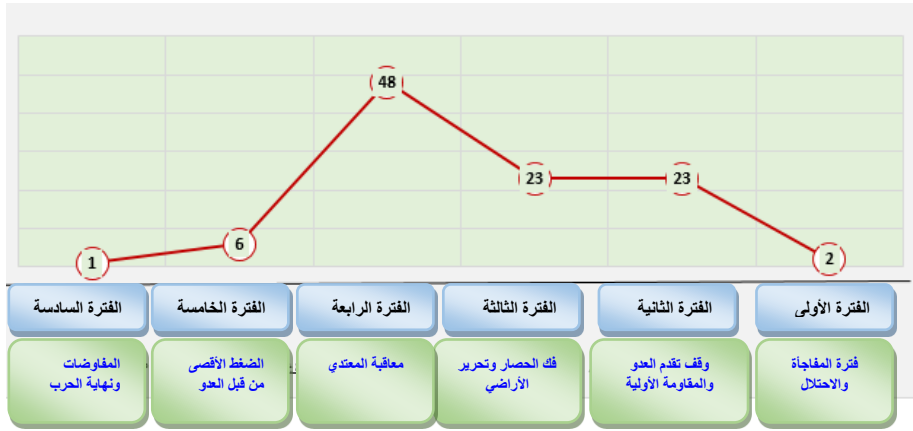 48
23
23
6
1
2
الفترة الأولى
الفترة الثانية
الفترة الثالثة
الفترة الرابعة
الفترة الخامسة
الفترة السادسة
فترة المفاجأة
والاحتلال
وقف تقدم العدو
والمقاومة الأولية
فك الحصار وتحرير
الأراضي
معاقبة المعتدي
الضغط الأقصى
من قبل العدو
المفاوضات
ونهاية الحرب